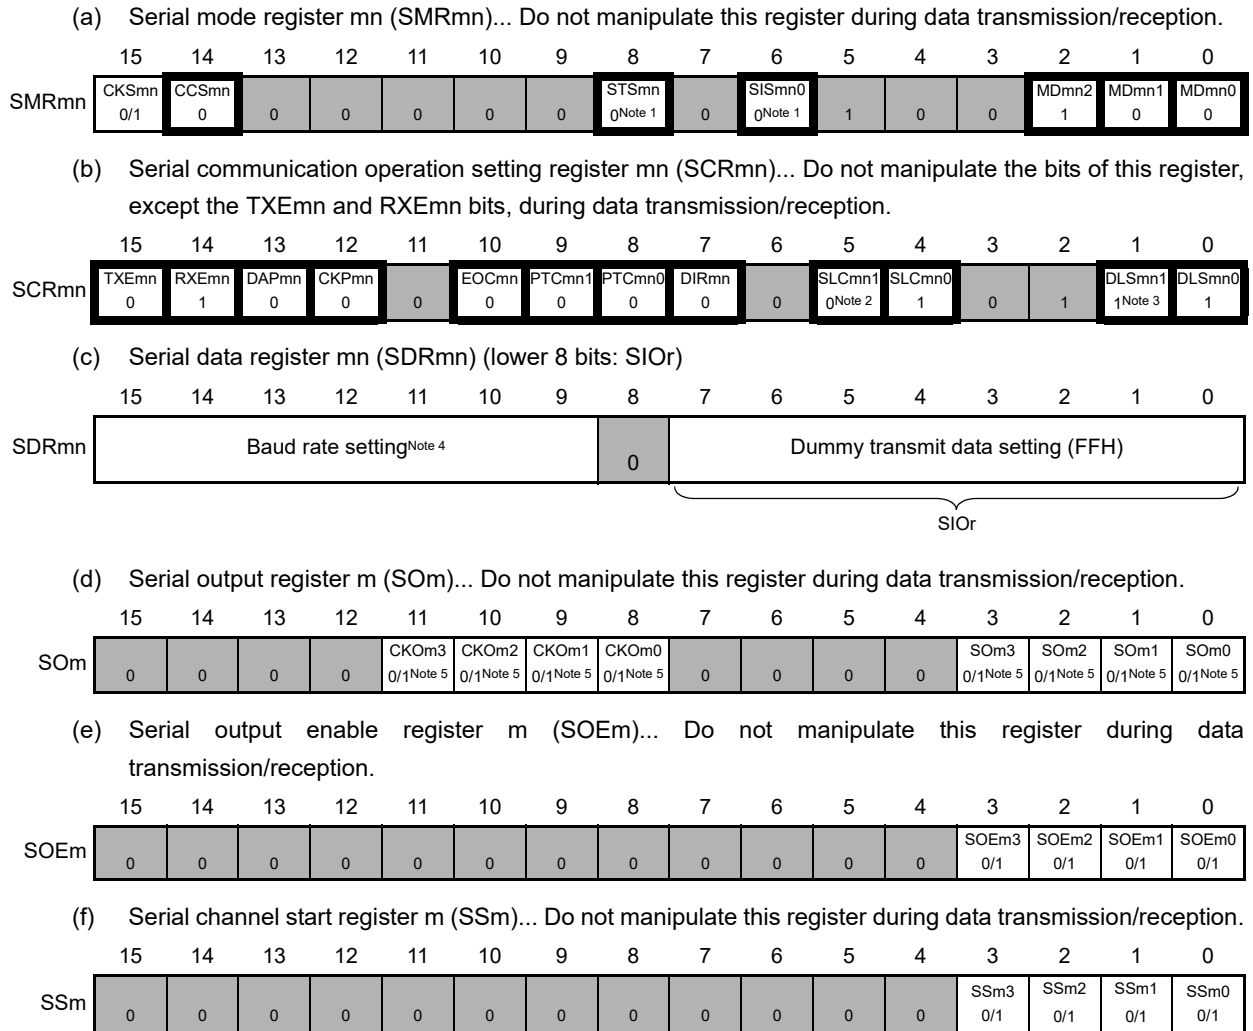 (a) Serial mode register mn (SMRmn)... Do not manipulate this register during data transmission/reception.
15 14 13 12 11 10 9 8 7 6 5 4 3 2 1 0
CKSmn CCSmn STSmn SISmn0 MDmn2 MDmn1 MDmn0
SMRmn 0/1 0 0 0 0 0 0 0Note 1 0 0Note 1 1 0 0 1 0 0
(b) Serial communication operation setting register mn (SCRmn)... Do not manipulate the bits of this register,
except the TXEmn and RXEmn bits, during data transmission/reception.
15 14 13 12 11 10 9 8 7 6 5 4 3 2 1 0
TXEmn RXEmn DAPmn CKPmn EOCmn PTCmn1 PTCmn0 DIRmn SLCmn1 SLCmn0 DLSmn1 DLSmn0
SCRmn 0 1 0 0 0 0 0 0 0 0 0Note 2 1 0 1 1Note 3 1
(c) Serial data register mn (SDRmn) (lower 8 bits: SIOr)
15 14 13 12 11 10 9 8 7 6 5 4 3 2 1 0
SDRmn Baud rate settingNote 4 0 Dummy transmit data setting (FFH)
SIOr
(d) Serial output register m (SOm)... Do not manipulate this register during data transmission/reception.
15 14 13 12 11 10 9 8 7 6 5 4 3 2 1 0
CKOm3 CKOm2 CKOm1 CKOm0 SOm3 SOm2 SOm1 SOm0
SOm 0 0 0 0 0/1Note 5 0/1Note 5 0/1Note 5 0/1Note 5 0 0 0 0 0/1Note 5 0/1Note 5 0/1Note 5 0/1Note 5
(e) Serial output enable register m (SOEm)... Do not manipulate this register during data
transmission/reception.
15 14 13 12 11 10 9 8 7 6 5 4 3 2 1 0
SOEm3 SOEm2 SOEm1 SOEm0
SOEm 0 0 0 0 0 0 0 0 0 0 0 0 0/1 0/1 0/1 0/1
(f) Serial channel start register m (SSm)... Do not manipulate this register during data transmission/reception.
15 14 13 12 11 10 9 8 7 6 5 4 3 2 1 0
SSm3 SSm2 SSm1 SSm0
SSm 0 0 0 0 0 0 0 0 0 0 0 0 0/1 0/1 0/1 0/1